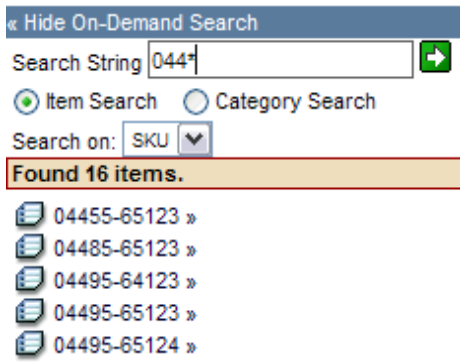 « Hide On-Demand Search
Search String 044*
Item Search Category Search
Search on: SKU
Found 16 items.
04455-65123 »
04485-65123 »
04495-64123 »
04495-65123 »
04495-65124 »